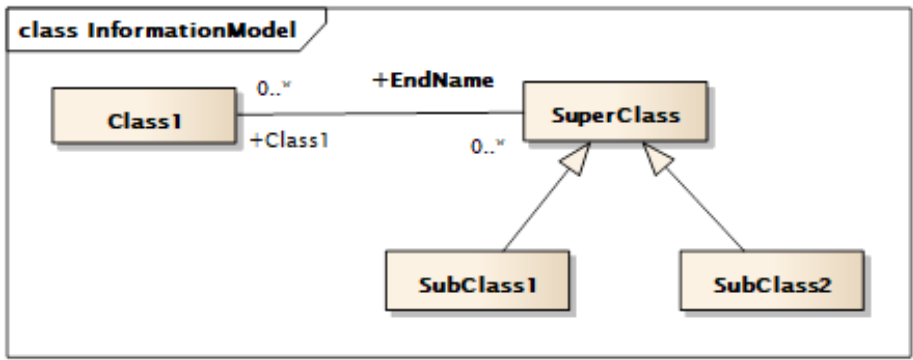 class InformationModel
0..*
+EndName
Class1
SuperClass
+Class1
0..*
SubClass1
SubClass2